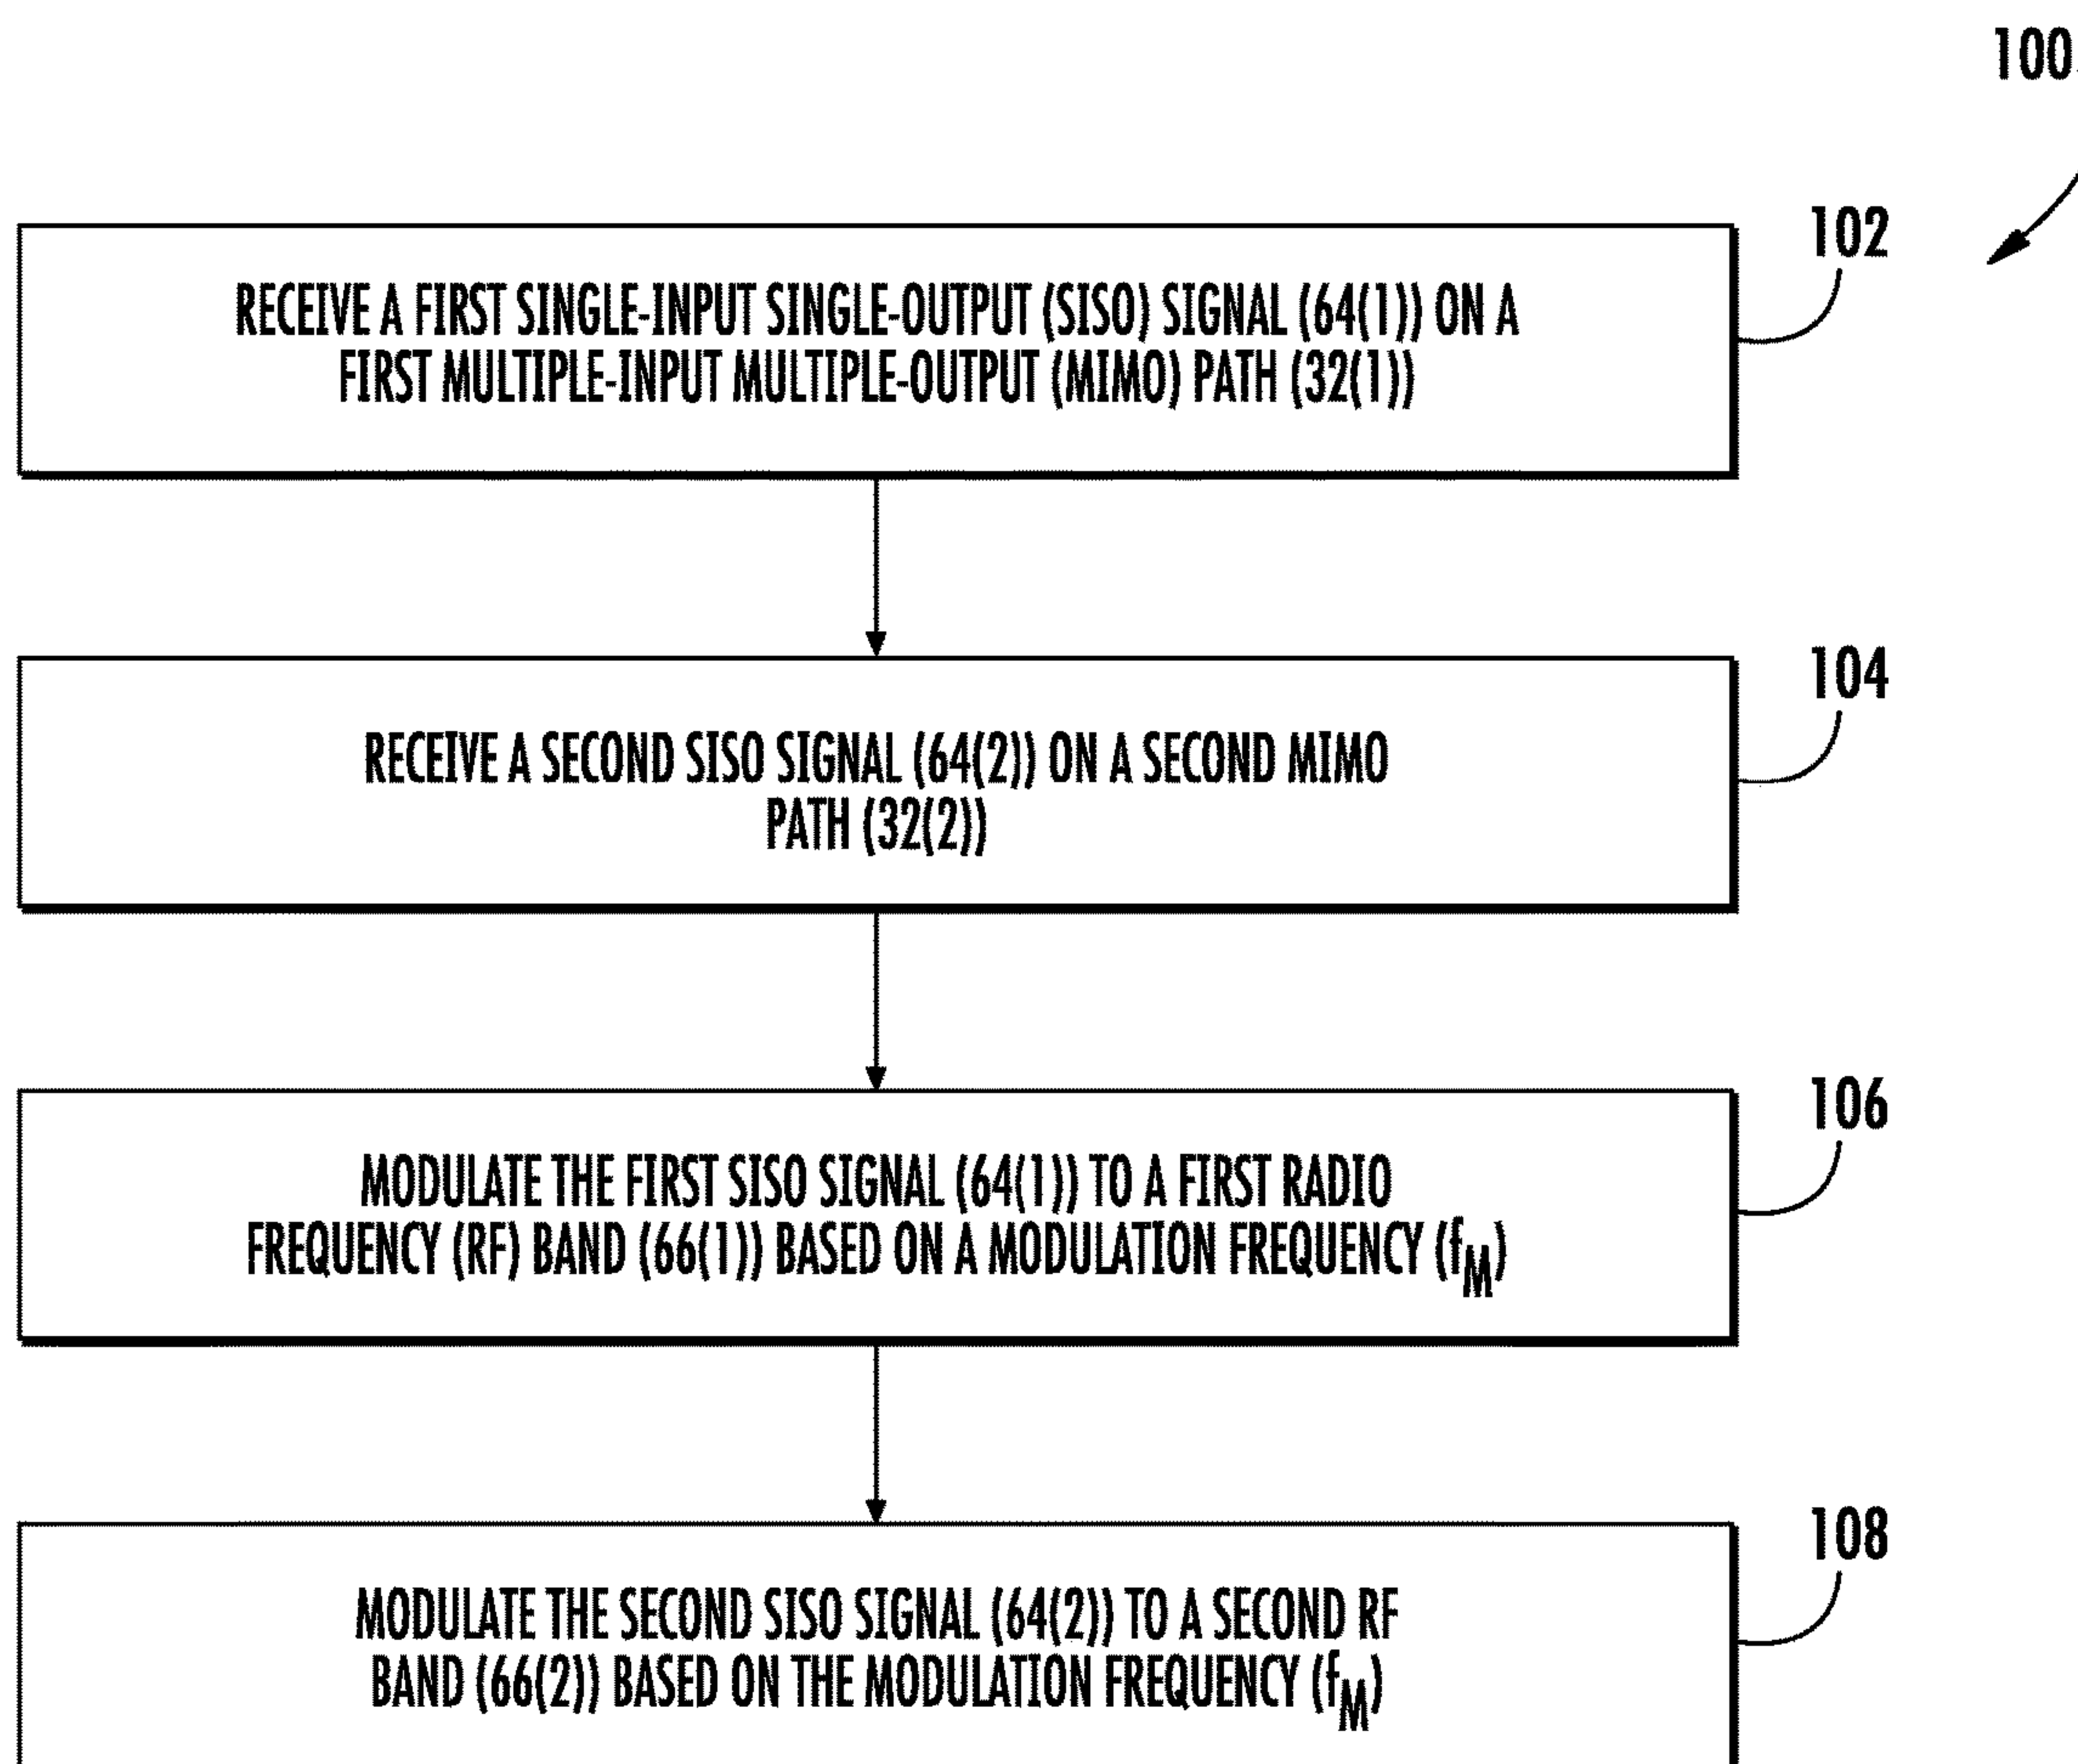 100
102
RECEIVE A FIRST SINGLE-INPUT SINGLE-OUTPUT (SISO) SIGNAL (64(1)) ON A
FIRST MULTIPLE-INPUT MULTIPLE-OUTPUT (MIMO) PATH (32(1))
104
RECEIVE A SECOND SISO SIGNAL (64(2)) ON A SECOND MIMO
PATH (32(2))
106
MODULATE THE FIRST SISO SIGNAL (64(1)) TO A FIRST RADIO
FREQUENCY (RF) BAND (66(1)) BASED ON A MODULATION FREQUENCY (fM)
108
MODULATE THE SECOND SISO SIGNAL (64(2)) TO A SECOND RF
BAND (66(2)) BASED ON THE MODULATION FREQUENCY (fM)